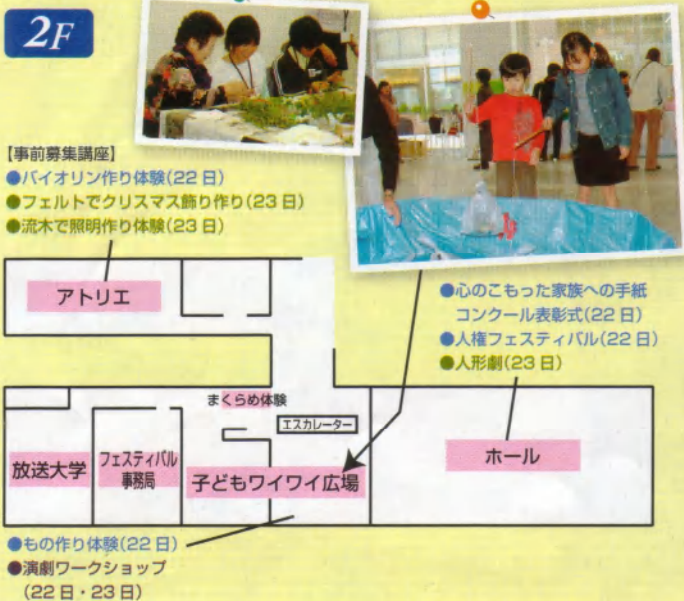 2F
【事前募集講座】
●バイオリン作り体験(22日)
●フェルトでクリスマス飾り作り(23日)
●流木で照明作り体験(23日)
アトリエ
●心のこもった家族への手紙
コンクール表彰式(22日)
●人権フェスティバル(22日)
●人形劇(23日)
まくらめ体験
エスカレーター
放送大学
フェスティバル
事務局
子どもワイワイ広場
ホール
●もの作り体験(22日)
●演劇ワークショップ
(22日・23日)